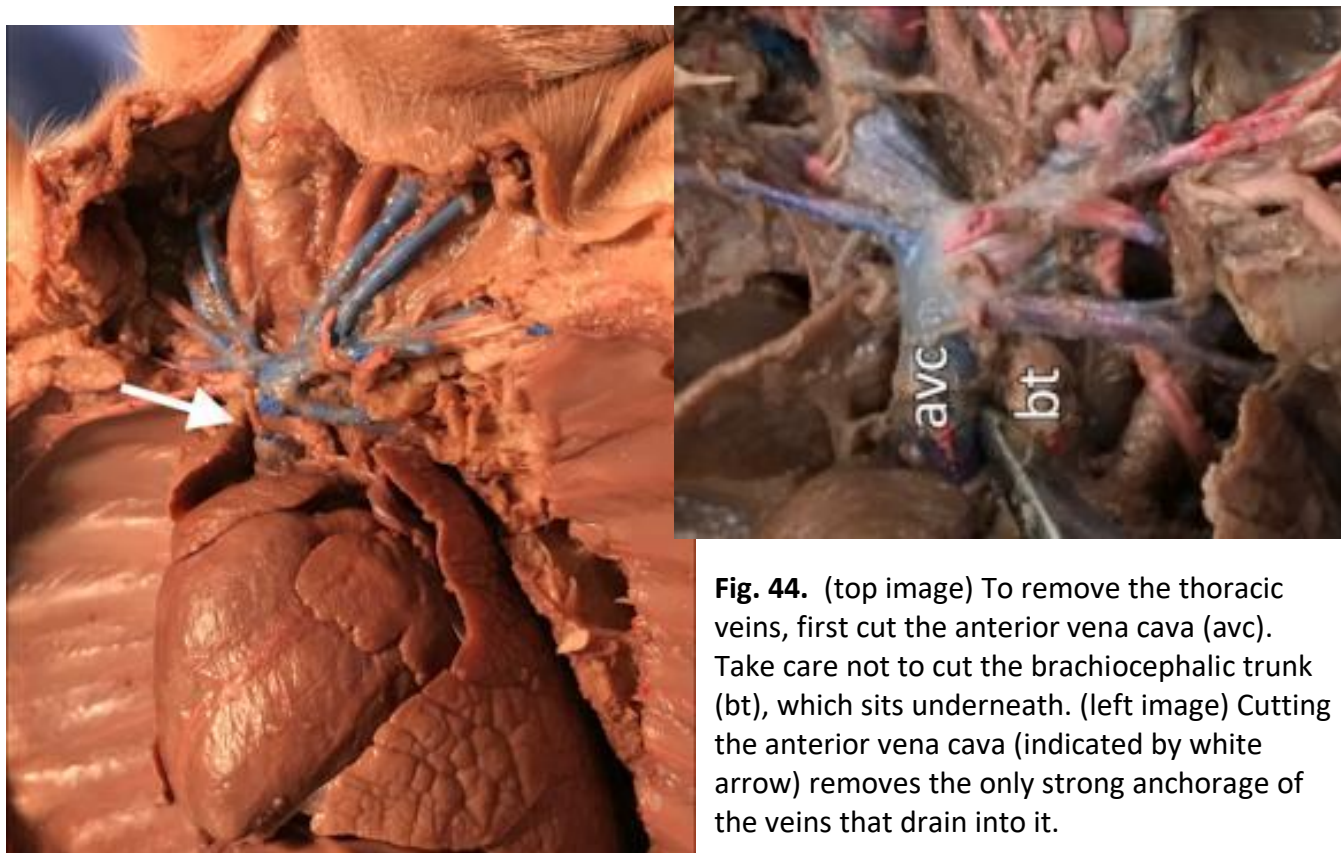 avc
bt
Fig. 44. (top image) To remove the thoracic
veins, first cut the anterior vena cava (avc).
Take care not to cut the brachiocephalic trunk
(bt), which sits underneath. (left image) Cutting
the anterior vena cava (indicated by white
arrow) removes the only strong anchorage of
the veins that drain into it.